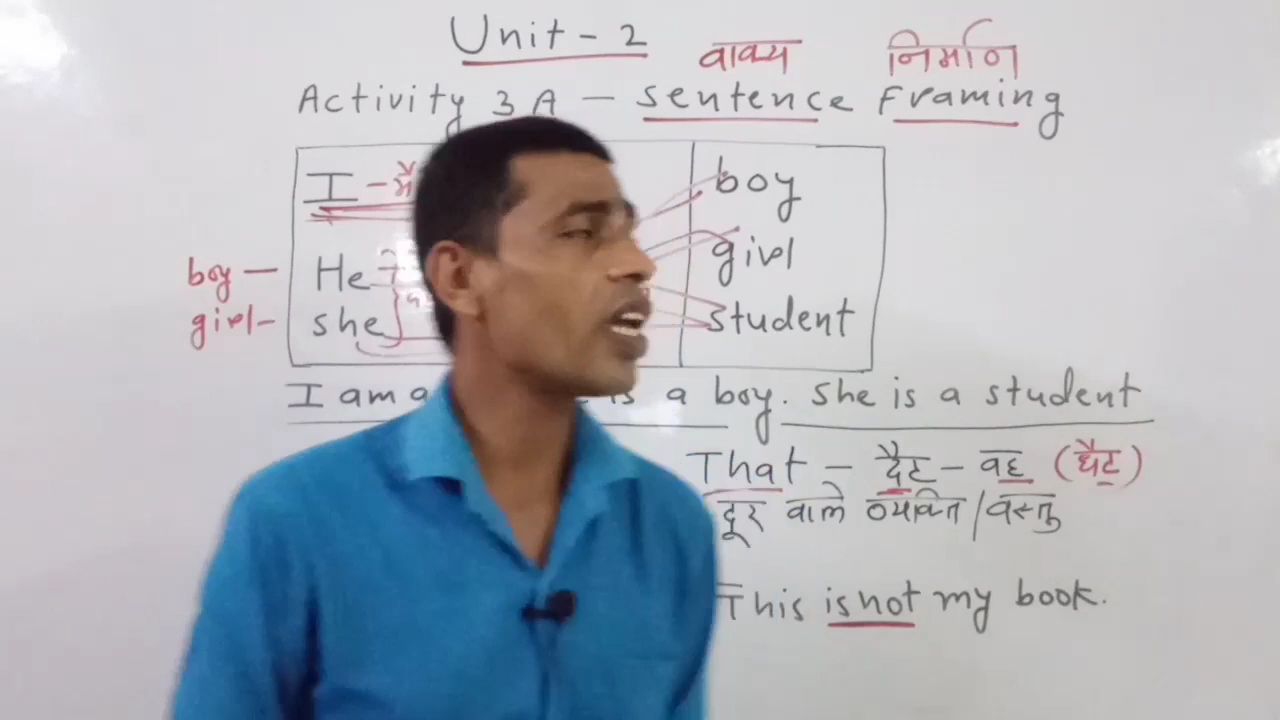 Unit - 2
वाक्य निर्माण
Activity 3 A - sentence Framing
I - मैं
boy
boy - He
girl
girl - she
student
I am a is a boy. She is a student
That - दैट - वह (थैट)
दूर वाले व्यक्ति / वस्तु
This is not my book.